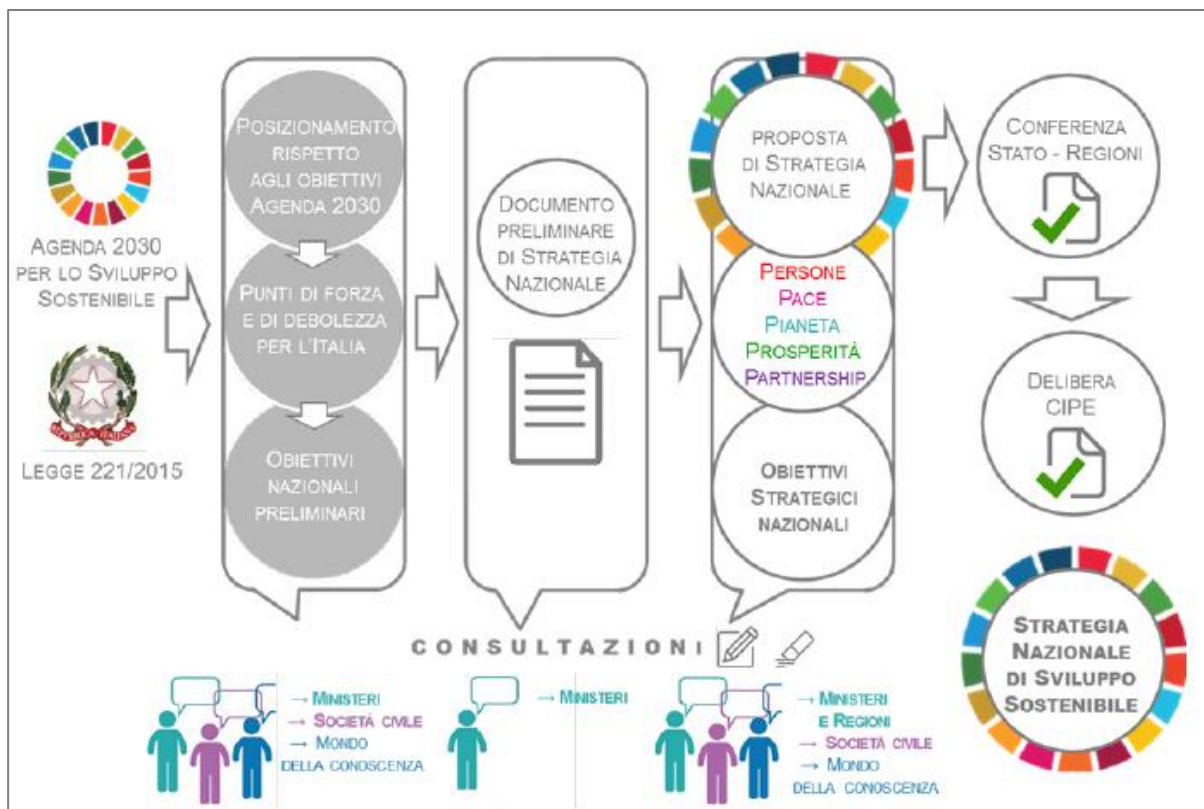 AGENDA 2030
PER LO SVILUPPO
SOSTENIBILE
REPVBBLICA ITALIANA
LEGGE 221/2015
POSIZIONAMENTO
RISPETTO
AGLI OBIETTIVI
AGENDA 2030
PUNTI DI FORZA
E DI DEBOLEZZA
PER L'ITALIA
OBIETTIVI
NAZIONALI
PRELIMINARI
DOCUMENTO
PRELIMINARE
DI STRATEGIA
NAZIONALE
PROPOSTA
DI STRATEGIA
NAZIONALE
PERSONE
PACE
PIANETA
PROSPERITÀ
PARTNERSHIP
OBIETTIVI
STRATEGICI
NAZIONALI
CONFERENZA
STATO - REGIONI
DELIBERA
CIPE
STRATEGIA
NAZIONALE
DI SVILUPPO
SOSTENIBILE
CONSULTAZIONI
→ MINISTERI
→ SOCIETÀ CIVILE
→ MONDO
DELLA CONOSCENZA
→ MINISTERI
→ MINISTERI
E REGIONI
→ SOCIETÀ CIVILE
→ MONDO
DELLA CONOSCENZA